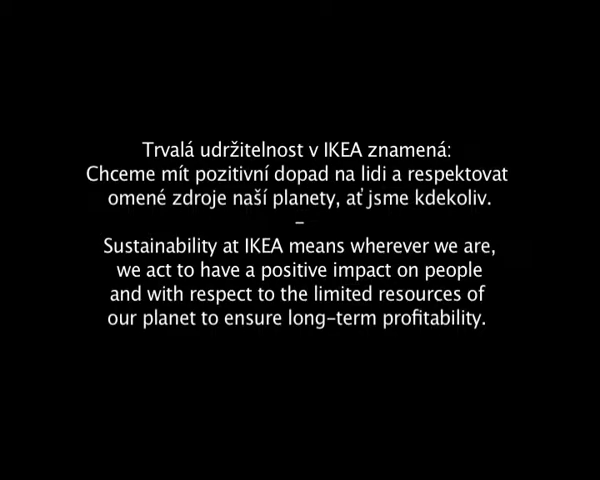 Trvalá udržitelnost v IKEA znamená:
Chceme mít pozitivní dopad na lidi a respektovat
omené zdroje naší planety, ať jsme kdekoliv.
–
Sustainability at IKEA means wherever we are,
we act to have a positive impact on people
and with respect to the limited resources of
our planet to ensure long-term profitability.